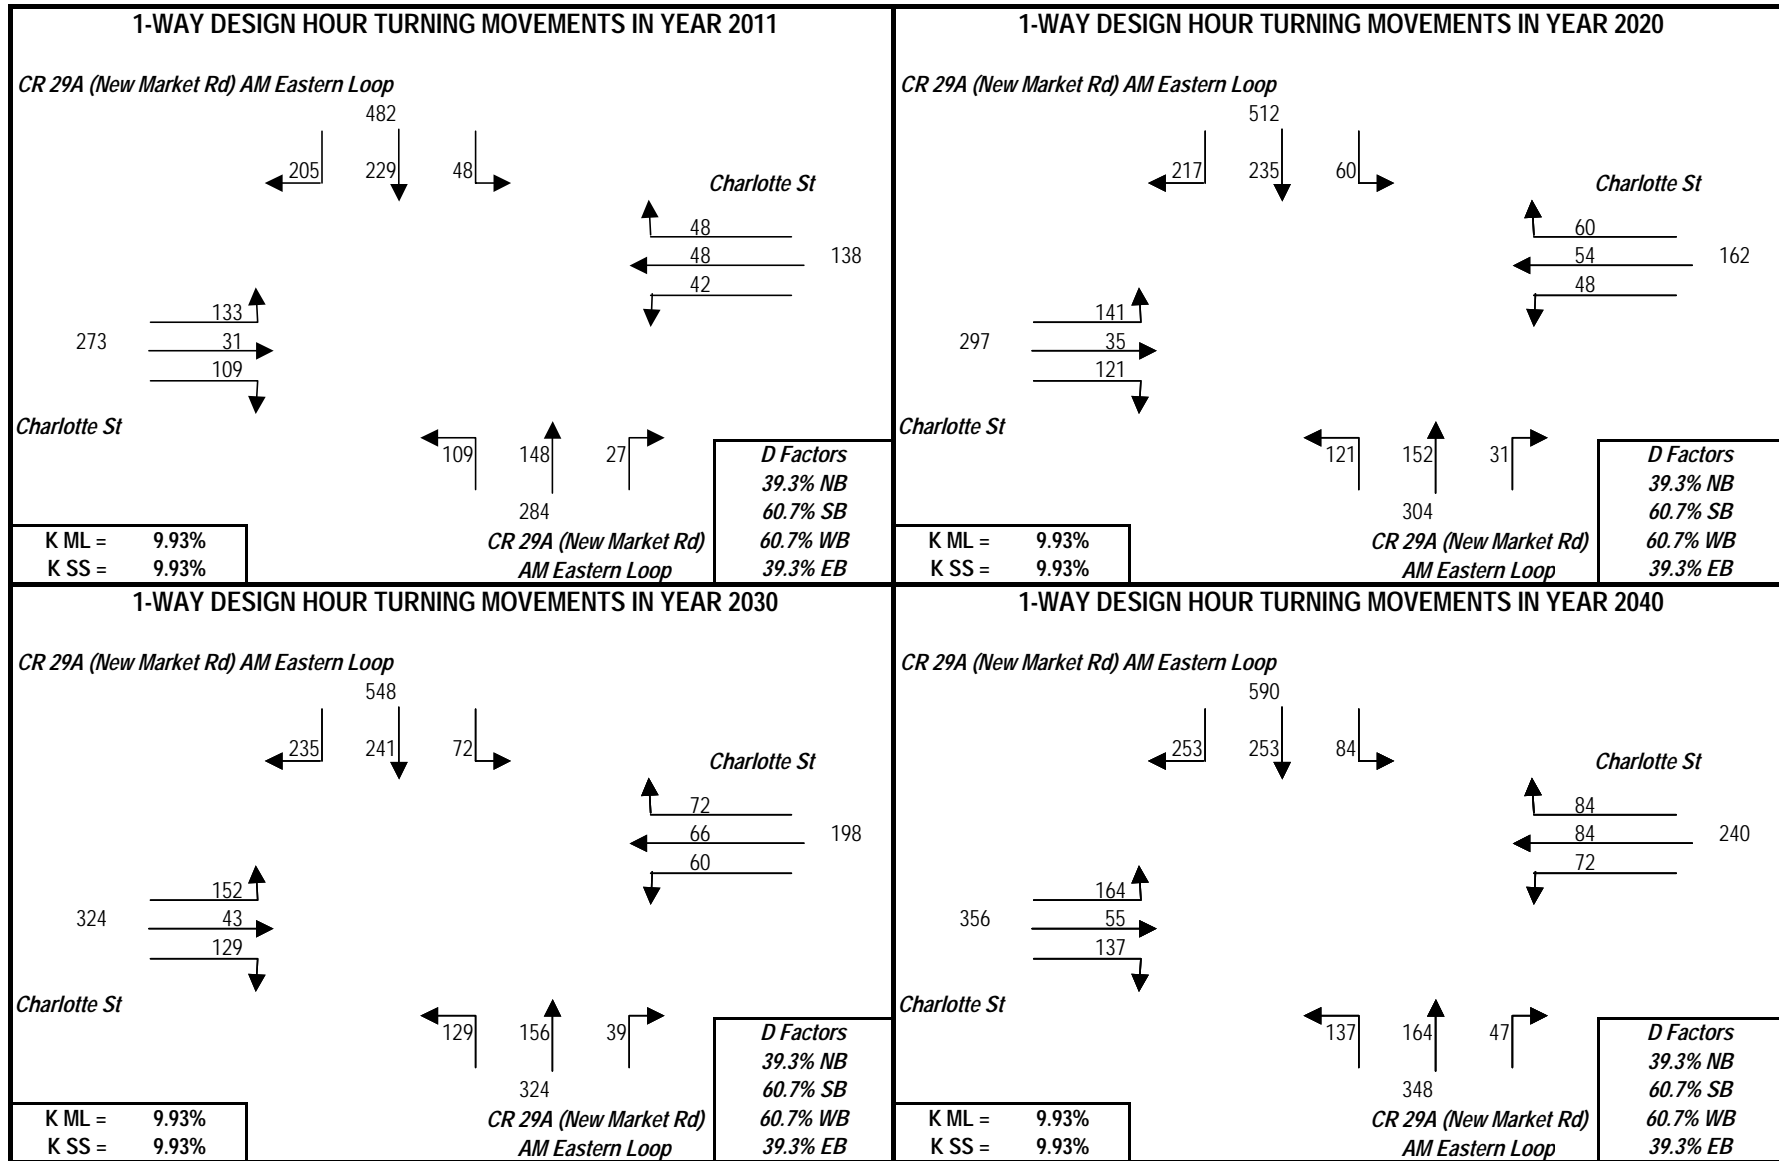 1-WAY DESIGN HOUR TURNING MOVEMENTS IN YEAR 2011
CR 29A (New Market Rd) AM Eastern Loop
482
205 229 48
Charlotte St
48
48 138
42
133
273 31
109
Charlotte St
109 148 27
284
CR 29A (New Market Rd)
AM Eastern Loop
D Factors
39.3% NB
60.7% SB
60.7% WB
39.3% EB
K ML = 9.93%
K SS = 9.93%
1-WAY DESIGN HOUR TURNING MOVEMENTS IN YEAR 2020
CR 29A (New Market Rd) AM Eastern Loop
512
217 235 60
Charlotte St
60
54 162
48
141
297 35
121
Charlotte St
121 152 31
304
CR 29A (New Market Rd)
AM Eastern Loop
D Factors
39.3% NB
60.7% SB
60.7% WB
39.3% EB
K ML = 9.93%
K SS = 9.93%
1-WAY DESIGN HOUR TURNING MOVEMENTS IN YEAR 2030
CR 29A (New Market Rd) AM Eastern Loop
548
235 241 72
Charlotte St
72
66 198
60
152
324 43
129
Charlotte St
129 156 39
324
CR 29A (New Market Rd)
AM Eastern Loop
D Factors
39.3% NB
60.7% SB
60.7% WB
39.3% EB
K ML = 9.93%
K SS = 9.93%
1-WAY DESIGN HOUR TURNING MOVEMENTS IN YEAR 2040
CR 29A (New Market Rd) AM Eastern Loop
590
253 253 84
Charlotte St
84
84 240
72
164
356 55
137
Charlotte St
137 164 47
348
CR 29A (New Market Rd)
AM Eastern Loop
D Factors
39.3% NB
60.7% SB
60.7% WB
39.3% EB
K ML = 9.93%
K SS = 9.93%